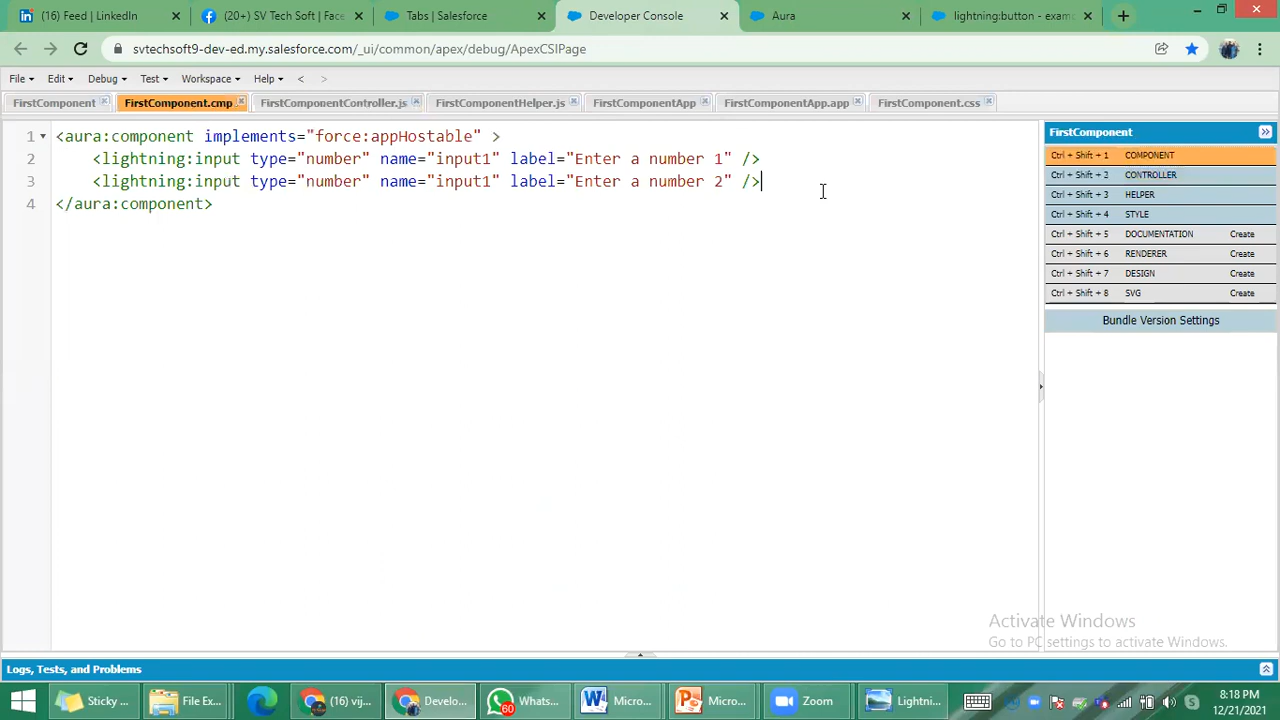 (16) Feed | LinkedIn
(20+) SV Tech Soft | Face
Tabs | Salesforce
Developer Console
Aura
lightning:button - exam
svtechsoft9-dev-ed.my.salesforce.com/_ui/common/apex/debug/ApexCSIPage
File Edit Debug Test Workspace Help < >
FirstComponent
FirstComponent.cmp
FirstComponentController.js
FirstComponentHelper.js
FirstComponentApp
FirstComponentApp.app
FirstComponent.css
1 <aura:component implements="force:appHostable" >
2 <lightning:input type="number" name="input1" label="Enter a number 1" />
3 <lightning:input type="number" name="input1" label="Enter a number 2" />
4 </aura:component>
FirstComponent
Ctrl + Shift + 1 COMPONENT
Ctrl + Shift + 2 CONTROLLER
Ctrl + Shift + 3 HELPER
Ctrl + Shift + 4 STYLE
Ctrl + Shift + 5 DOCUMENTATION Create
Ctrl + Shift + 6 RENDERER Create
Ctrl + Shift + 7 DESIGN Create
Ctrl + Shift + 8 SVG Create
Bundle Version Settings
Activate Windows
Go to PC settings to activate Windows.
Logs, Tests, and Problems
Sticky ...
File Ex...
(16) vij...
Develo...
60
Whats...
Micro...
Micro...
Zoom
Lightni...
8:18 PM
12/21/2021